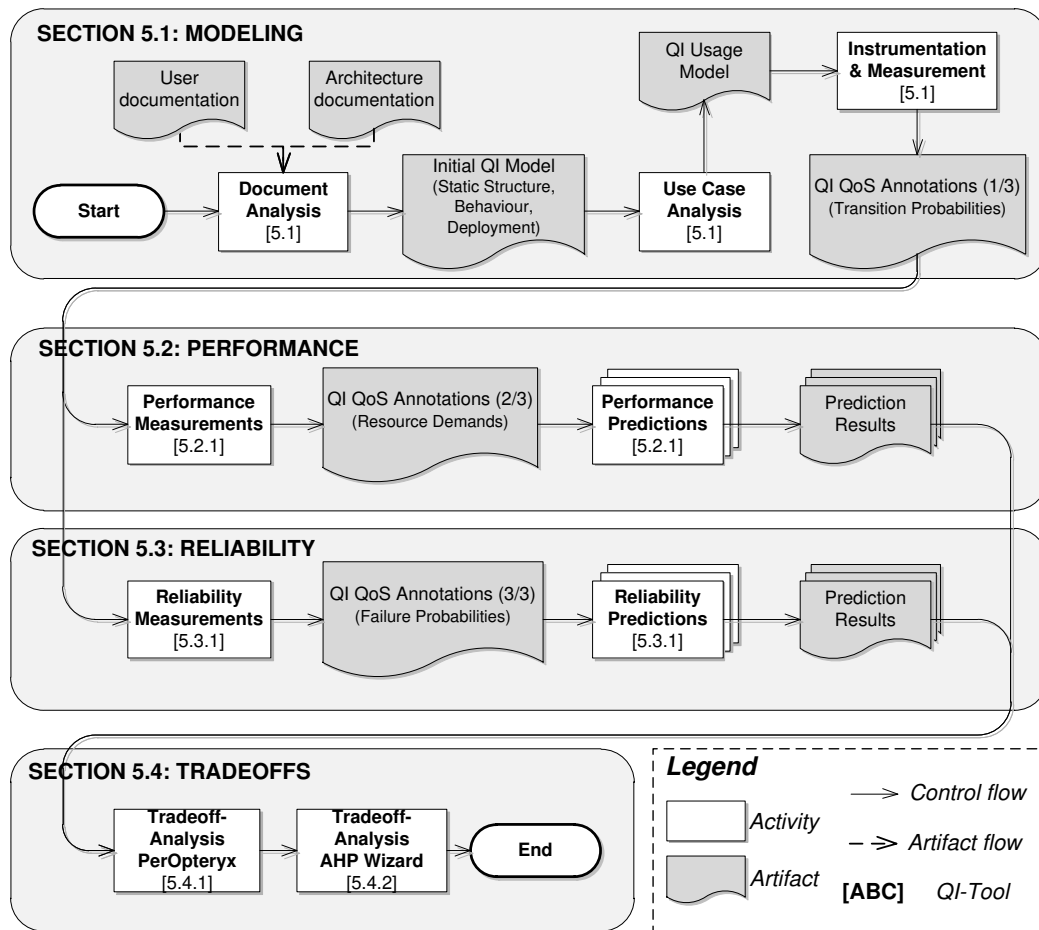 SECTION 5.1: MODELING
User
documentation
Architecture
documentation
QI Usage
Model
Instrumentation
& Measurement
[5.1]
Start
Document
Analysis
[5.1]
Initial QI Model
(Static Structure,
Behaviour,
Deployment)
Use Case
Analysis
[5.1]
QI QoS Annotations (1/3)
(Transition Probabilities)
SECTION 5.2: PERFORMANCE
Performance
Measurements
[5.2.1]
QI QoS Annotations (2/3)
(Resource Demands)
Performance
Predictions
[5.2.1]
Prediction
Results
SECTION 5.3: RELIABILITY
Reliability
Measurements
[5.3.1]
QI QoS Annotations (3/3)
(Failure Probabilities)
Reliability
Predictions
[5.3.1]
Prediction
Results
SECTION 5.4: TRADEOFFS
Tradeoff-
Analysis
PerOpteryx
[5.4.1]
Tradeoff-
Analysis
AHP Wizard
[5.4.2]
End
Legend
Activity
Artifact
Control flow
Artifact flow
[ABC] QI-Tool